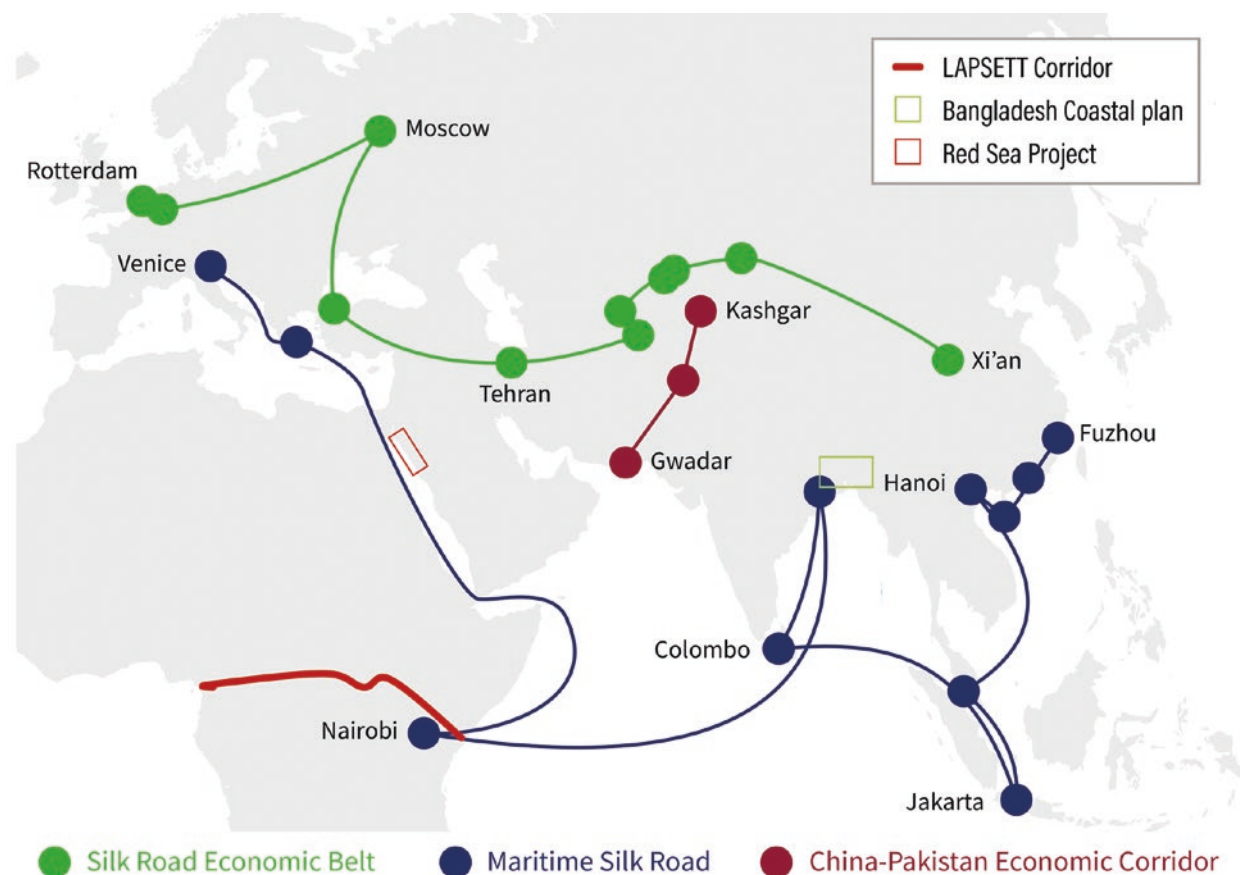 LAPSETT Corridor
Bangladesh Coastal plan
Red Sea Project
Moscow
Rotterdam
Venice
Kashgar
Xi’an
Tehran
Fuzhou
Gwadar
Hanoi
Colombo
Nairobi
Jakarta
Silk Road Economic Belt
Maritime Silk Road
China-Pakistan Economic Corridor